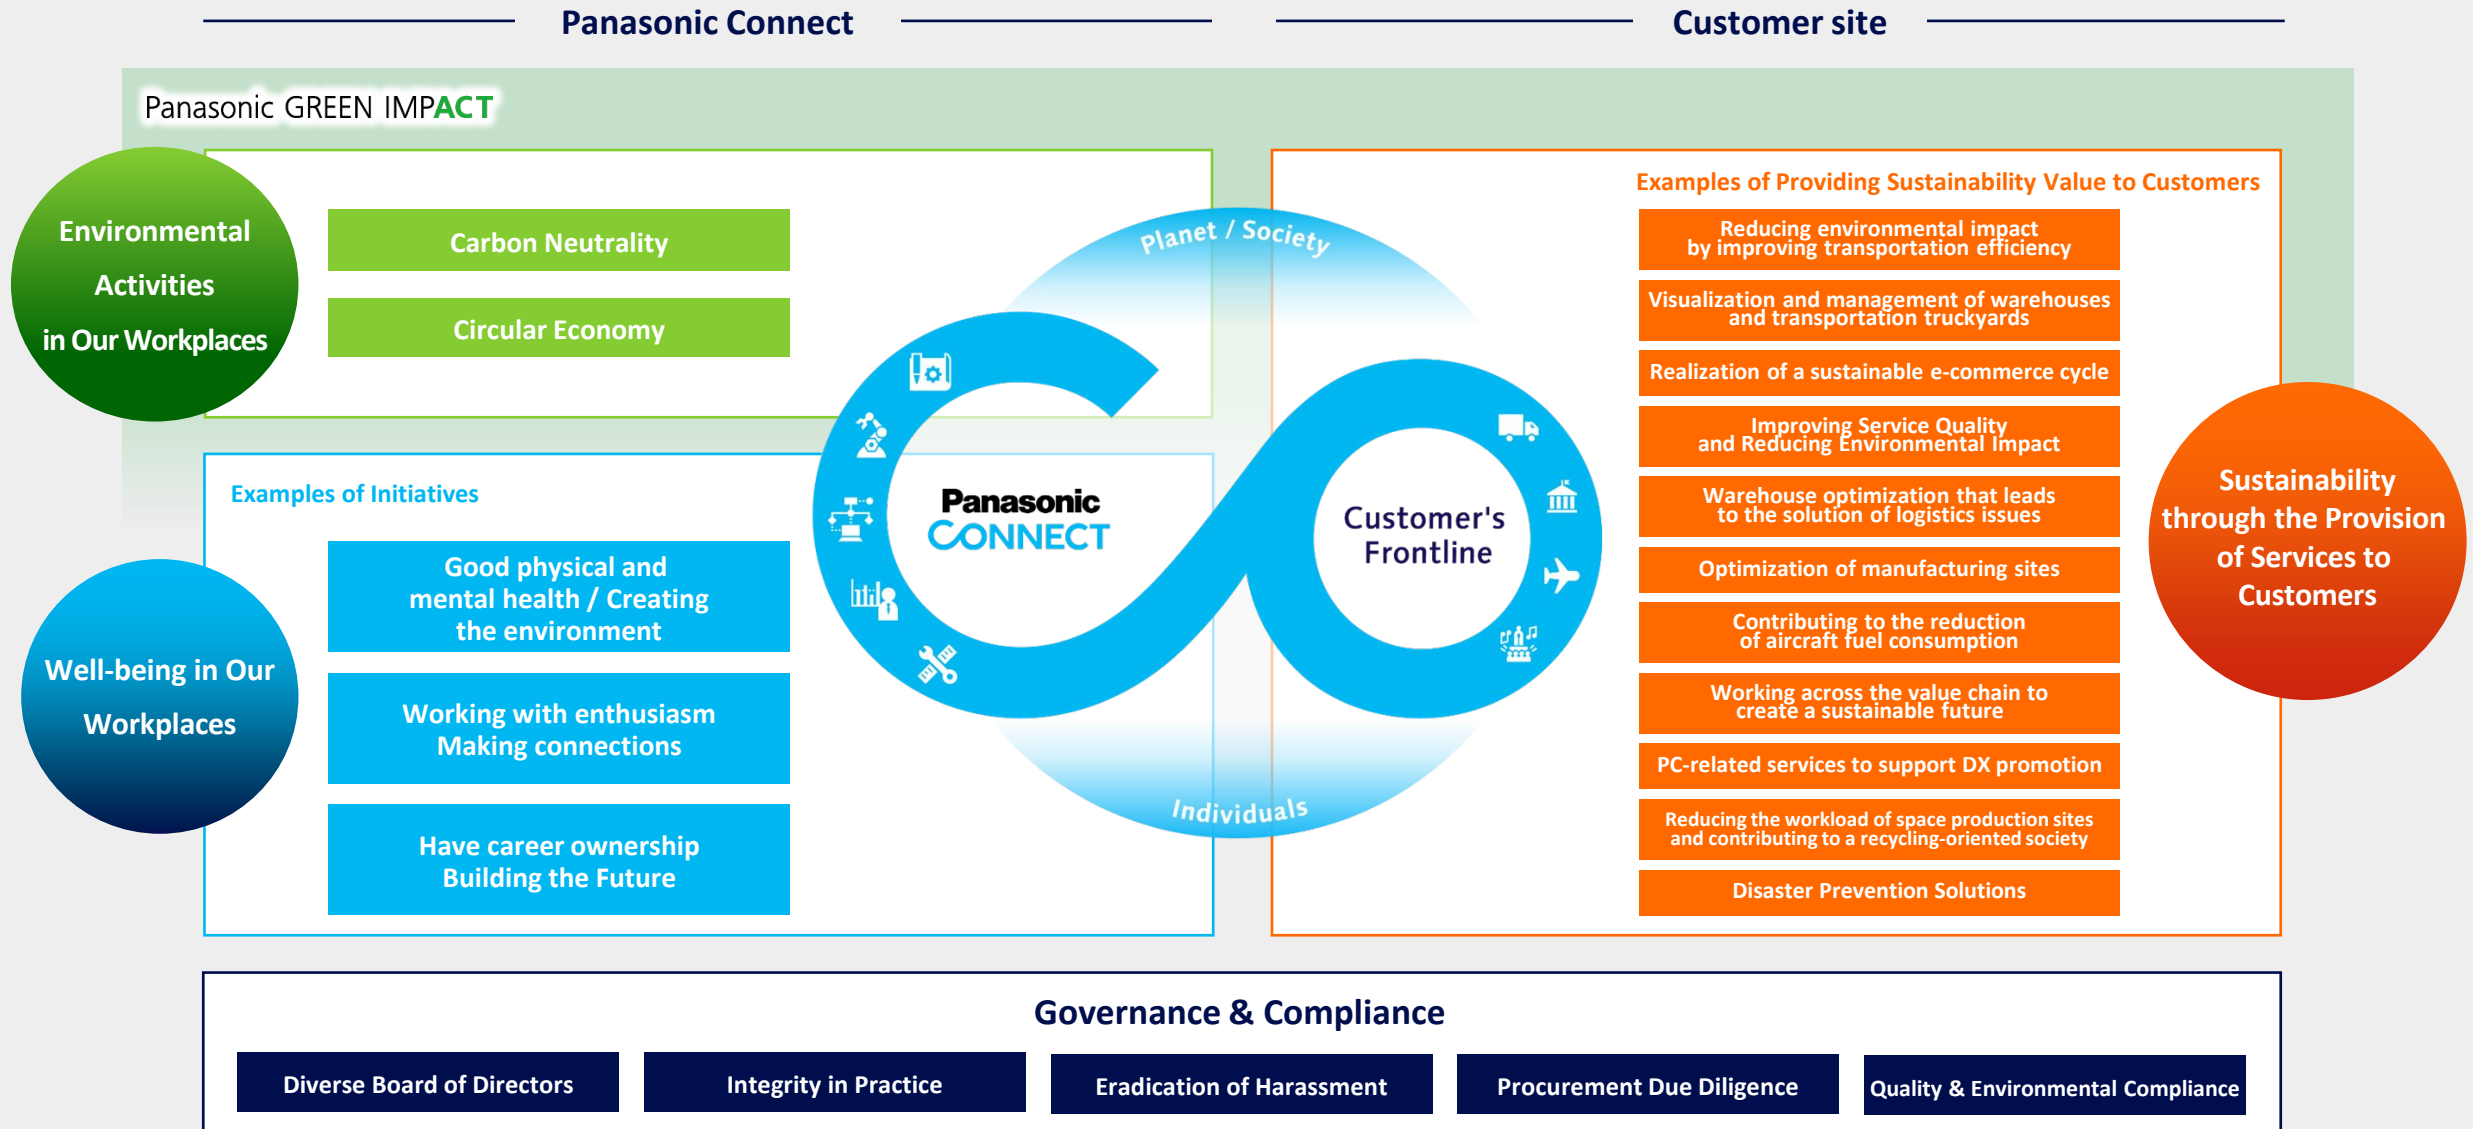 Panasonic Connect
Customer site
Panasonic GREEN IMPACT
Environmental
Activities
in Our Workplaces
Carbon Neutrality
Circular Economy
Examples of Initiatives
Well-being in Our
Workplaces
Good physical and
mental health / Creating
the environment
Working with enthusiasm
Making connections
Have career ownership
Building the Future
Planet / Society
Panasonic
CONNECT
Customer's
Frontline
Individuals
Examples of Providing Sustainability Value to Customers
Reducing environmental impact
by improving transportation efficiency
Visualization and management of warehouses
and transportation truckyards
Realization of a sustainable e-commerce cycle
Improving Service Quality
and Reducing Environmental Impact
Warehouse optimization that leads
to the solution of logistics issues
Optimization of manufacturing sites
Contributing to the reduction
of aircraft fuel consumption
Working across the value chain to
create a sustainable future
PC-related services to support DX promotion
Reducing the workload of space production sites
and contributing to a recycling-oriented society
Disaster Prevention Solutions
Sustainability
through the Provision
of Services to
Customers
Governance & Compliance
Diverse Board of Directors
Integrity in Practice
Eradication of Harassment
Procurement Due Diligence
Quality & Environmental Compliance